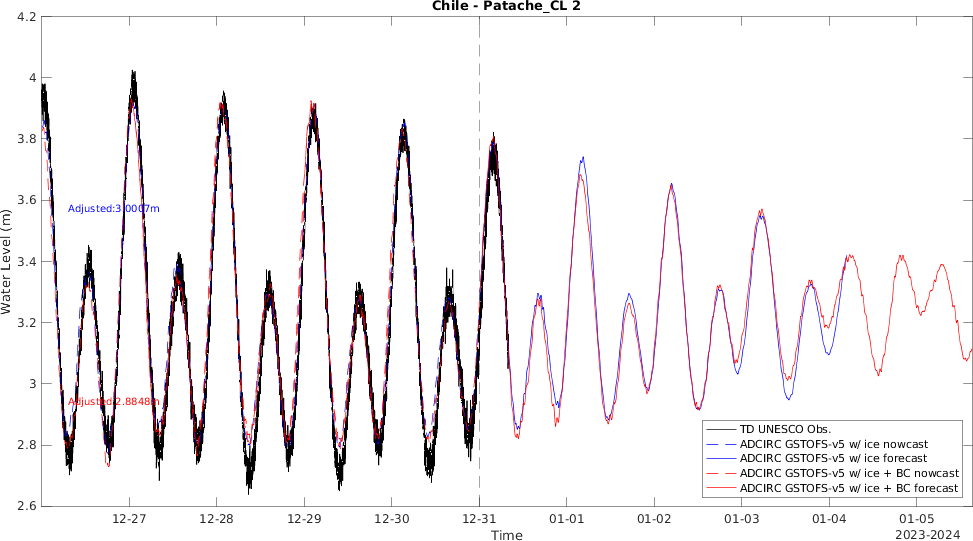 Chile - Patache_CL 2
4.2
4
3.8
3.6
3.4
3.2
3
2.8
2.6
Water Level (m)
Adjusted:3.0007m
Adjusted:2.8848m
TD UNESCO Obs.
ADCIRC GSTOFS-v5 w/ ice nowcast
ADCIRC GSTOFS-v5 w/ ice forecast
ADCIRC GSTOFS-v5 w/ ice + BC nowcast
ADCIRC GSTOFS-v5 w/ ice + BC forecast
12-27 12-28 12-29 12-30 12-31 01-01 01-02 01-03 01-04 01-05
Time
2023-2024